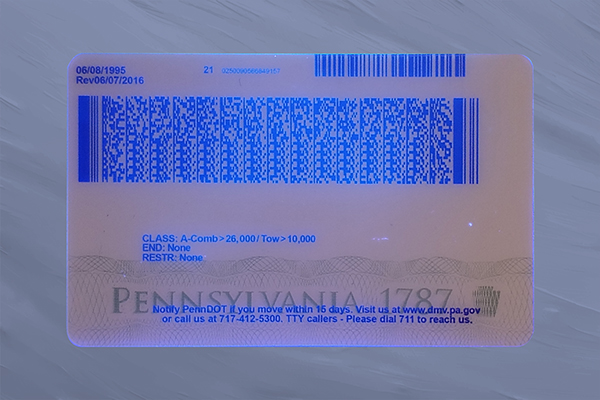 06/08/1995
Rev06/07/2016
21
CLASS: A-Comb>26,000/ Tow>10,000
END: None
RESTR: None
PENNSYLVANIA 1787
Notify PennDOT if you move within 15 days. Visit us at www.dmv.pa.gov
or call us at 717-412-5300. TTY callers - Please dial 711 to reach us.